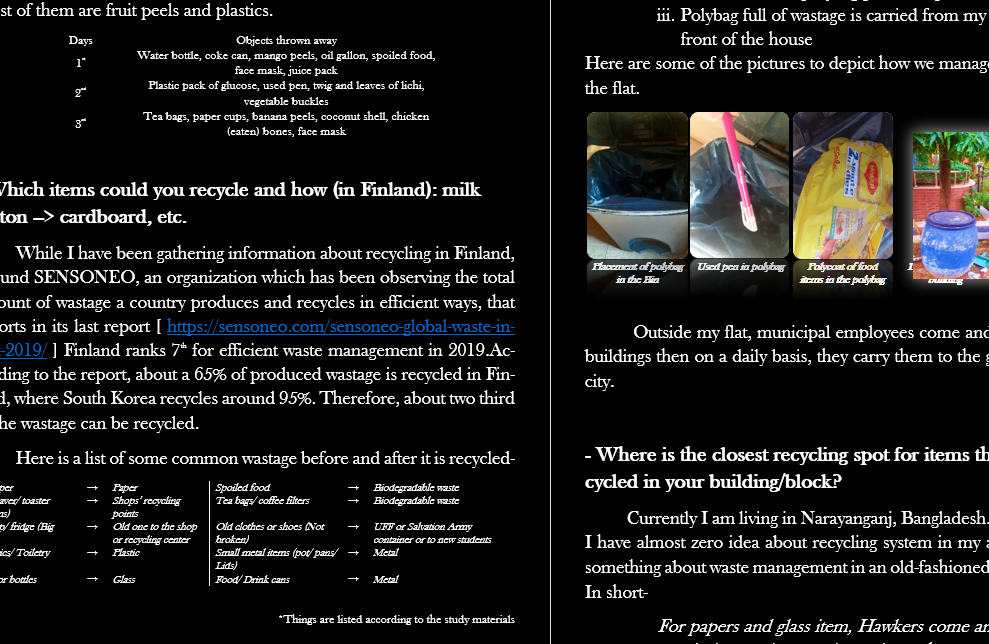 st of them are fruit peels and plastics.
Days Objects thrown away
1st Water bottle, coke can, mango peels, oil gallon, spoiled food,
face mask, juice pack
2nd Plastic pack of glucose, used pen, twig and leaves of lichi,
vegetable buckles
3rd Tea bags, paper cups, banana peels, coconut shell, chicken
(eaten) bones, face mask
Which items could you recycle and how (in Finland): milk
ton --> cardboard, etc.
While I have been gathering information about recycling in Finland,
und SENSONEO, an organization which has been observing the total
ount of wastage a country produces and recycles in efficient ways, that
orts in its last report [ https://sensoneo.com/sensoneo-global-waste-in-
-2019/ ] Finland ranks 7th for efficient waste management in 2019.Ac-
ding to the report, about a 65% of produced wastage is recycled in Fin-
d, where South Korea recycles around 95%. Therefore, about two third
he wastage can be recycled.
Here is a list of some common wastage before and after it is recycled-
per → Paper Spoiled food → Biodegradable waste
aver/ toaster → Shops' recycling Tea bags/ coffee filters → Biodegradable waste
ns) points
y/ fridge (Big → Old one to the shop Old clothes or shoes (Not → UFF or Salvation Army
or recycling center broken) container or to new students
ics/ Toiletry → Plastic Small metal items (pot/ pans/ → Metal
Lids)
or bottles → Glass Food/ Drink cans → Metal
*Things are listed according to the study materials
iii. Polybag full of wastage is carried from my
front of the house
Here are some of the pictures to depict how we manag
the flat.
Placement of polybag
in the Bin
Used pen in polybag
Polycoat of food
items in the polybag
building
Outside my flat, municipal employees come and
buildings then on a daily basis, they carry them to the g
city.
- Where is the closest recycling spot for items th
cycled in your building/block?
Currently I am living in Narayanganj, Bangladesh.
I have almost zero idea about recycling system in my a
something about waste management in an old-fashioned
In short-
For papers and glass item, Hawkers come an